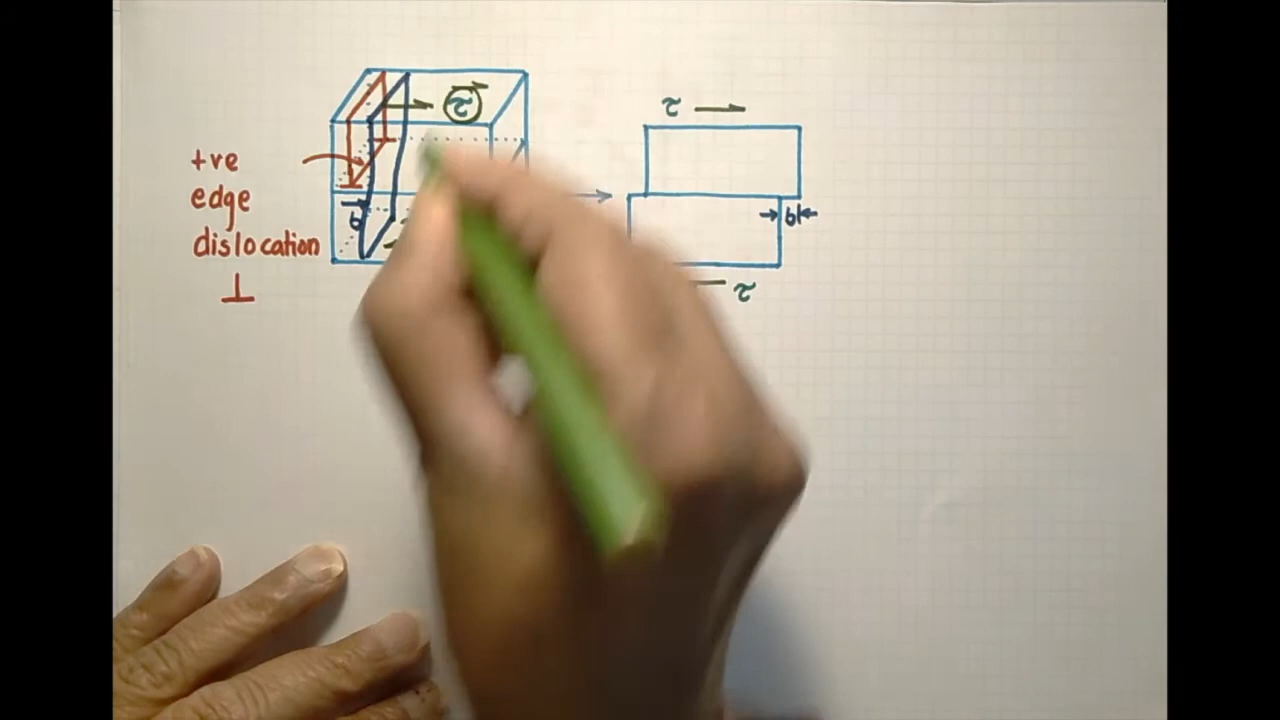 +ve
edge
dislocation
⊥
τ
b
τ
b
τ